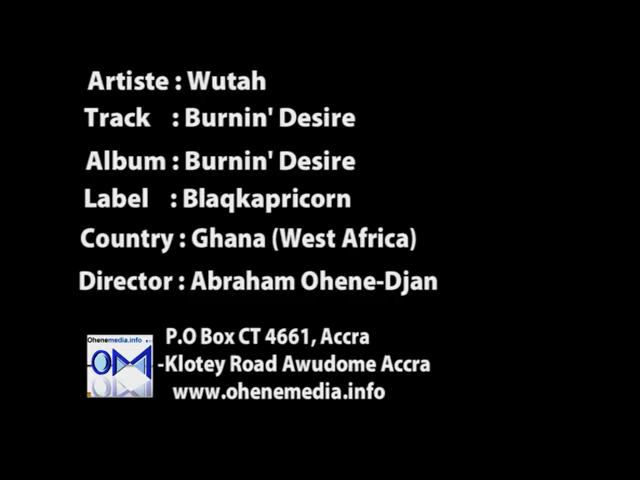 Artiste : Wutah
Track : Burnin' Desire
Album : Burnin' Desire
Label : Blaqkapricorn
Country : Ghana (West Africa)
Director : Abraham Ohene-Djan
Ohenemedia.info
OM
P.O Box CT 4661, Accra
-Klotey Road Awudome Accra
www.ohenemedia.info